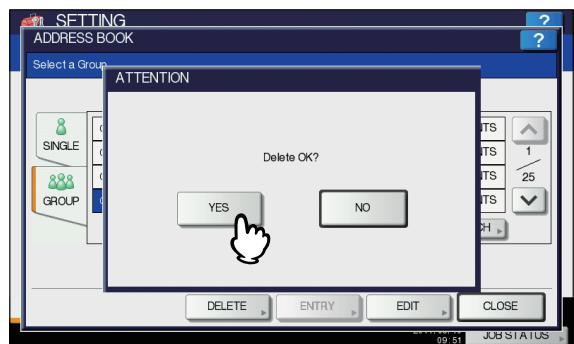 SETTING
?
ADDRESS BOOK
?
Select a Group
ATTENTION
SINGLE
GROUP
Delete OK?
YES
NO
1
25
DELETE
ENTRY
EDIT
CLOSE
09:51
JOB STATUS